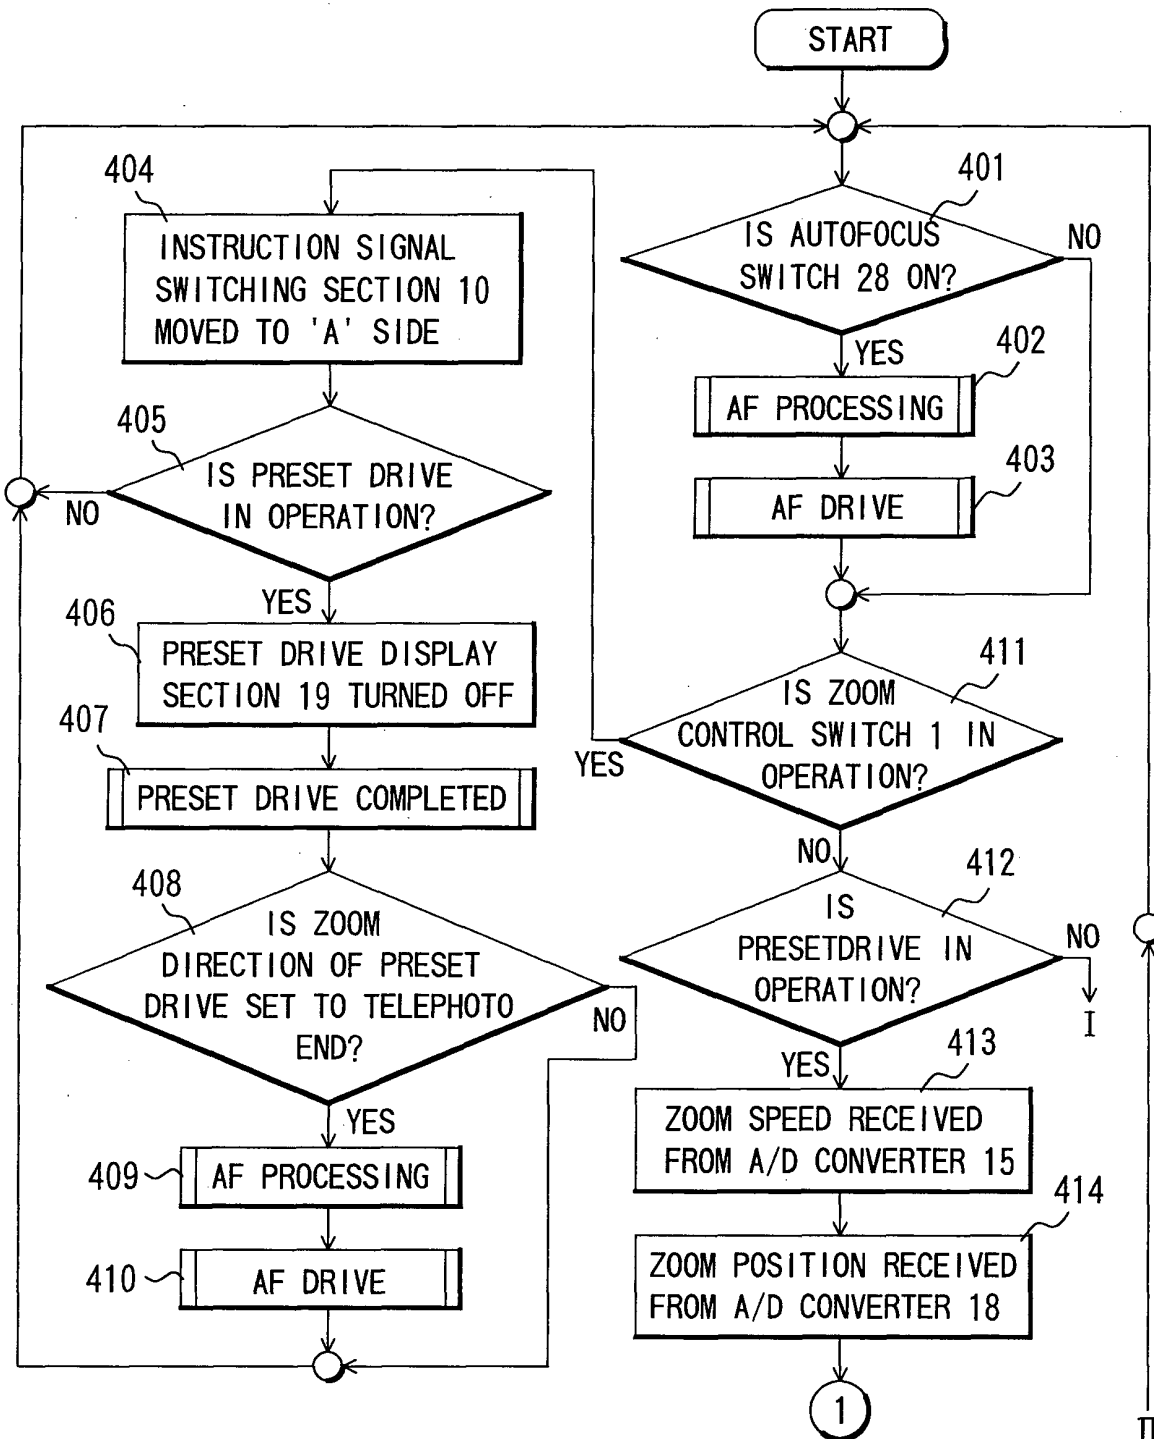 START
401
IS AUTOFOCUS
SWITCH 28 ON?
NO
YES
402
AF PROCESSING
403
AF DRIVE
404
INSTRUCTION SIGNAL
SWITCHING SECTION 10
MOVED TO 'A' SIDE
405
IS PRESET DRIVE
IN OPERATION?
NO
YES
406
PRESET DRIVE DISPLAY
SECTION 19 TURNED OFF
407
PRESET DRIVE COMPLETED
408
IS ZOOM
DIRECTION OF PRESET
DRIVE SET TO TELEPHOTO
END?
NO
YES
409
AF PROCESSING
410
AF DRIVE
411
IS ZOOM
CONTROL SWITCH 1 IN
OPERATION?
YES
NO
412
IS
PRESETDRIVE IN
OPERATION?
NO
I
YES
413
ZOOM SPEED RECEIVED
FROM A/D CONVERTER 15
414
ZOOM POSITION RECEIVED
FROM A/D CONVERTER 18
1
II